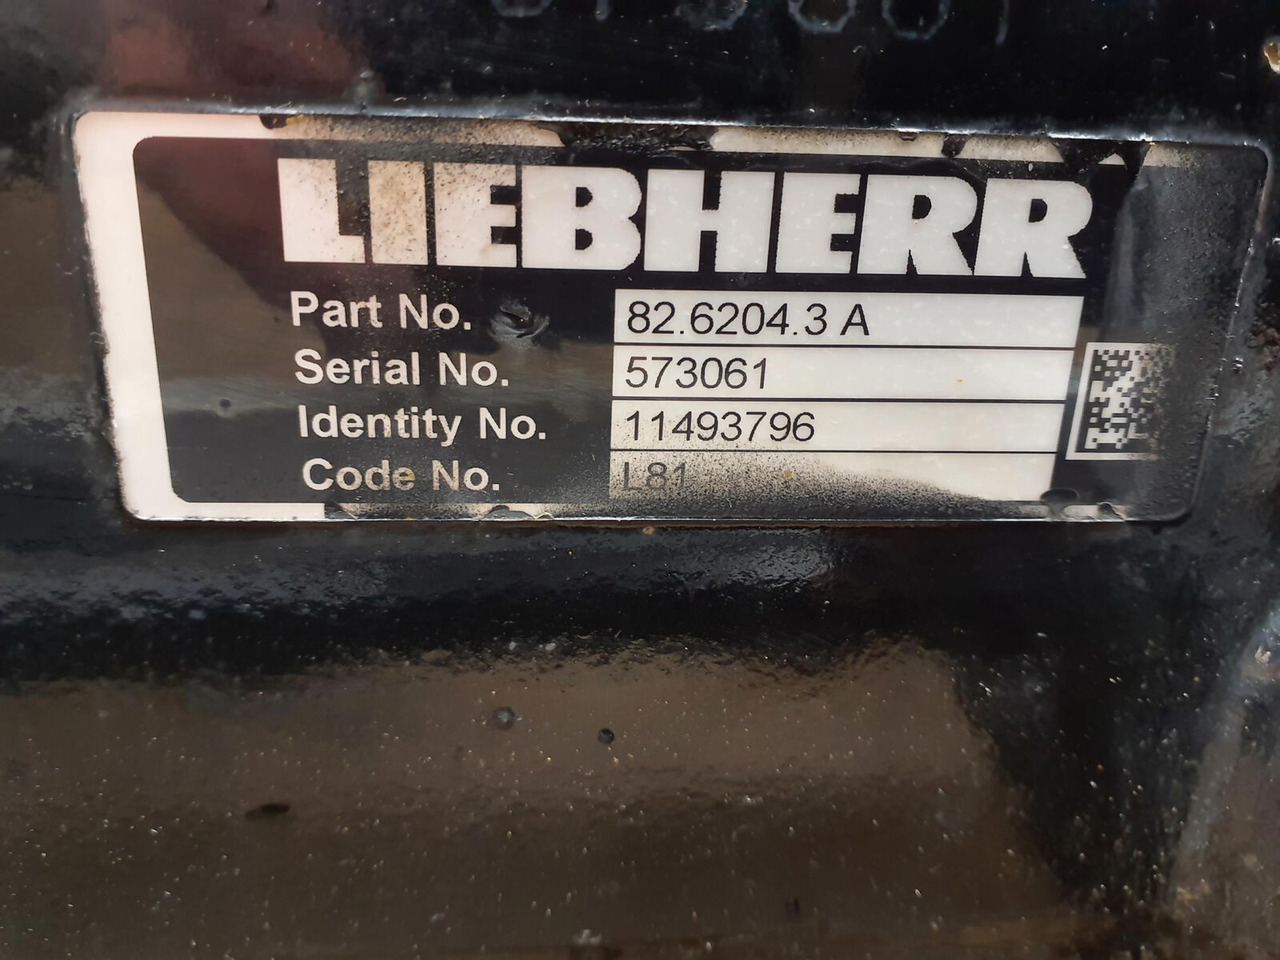 LIEBHERR
Part No. 82.6204.3 A
Serial No. 573061
Identity No. 11493796
Code No. L81